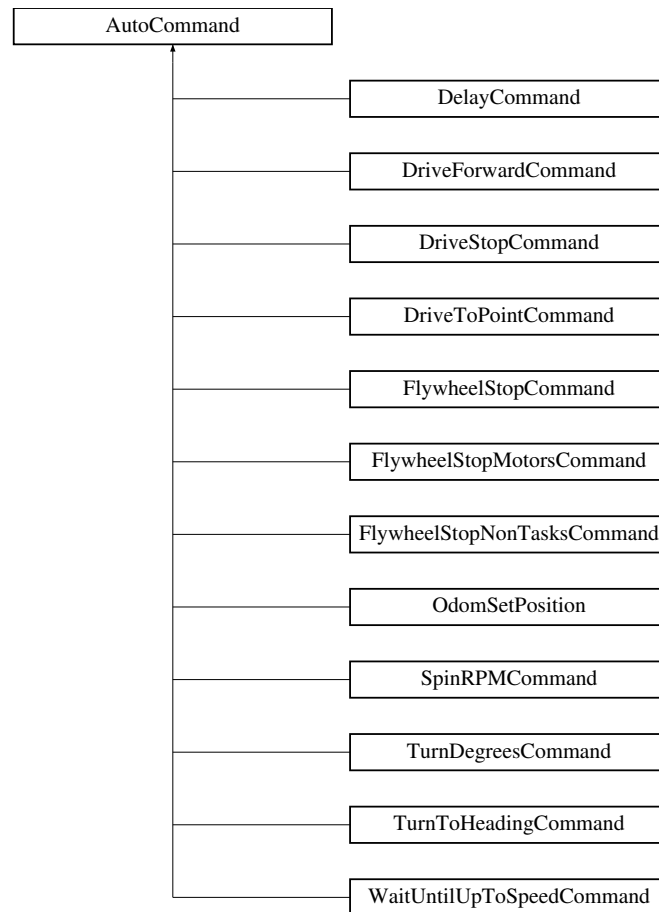 AutoCommand
DelayCommand
DriveForwardCommand
DriveStopCommand
DriveToPointCommand
FlywheelStopCommand
FlywheelStopMotorsCommand
FlywheelStopNonTasksCommand
OdomSetPosition
SpinRPMCommand
TurnDegreesCommand
TurnToHeadingCommand
WaitUntilUpToSpeedCommand